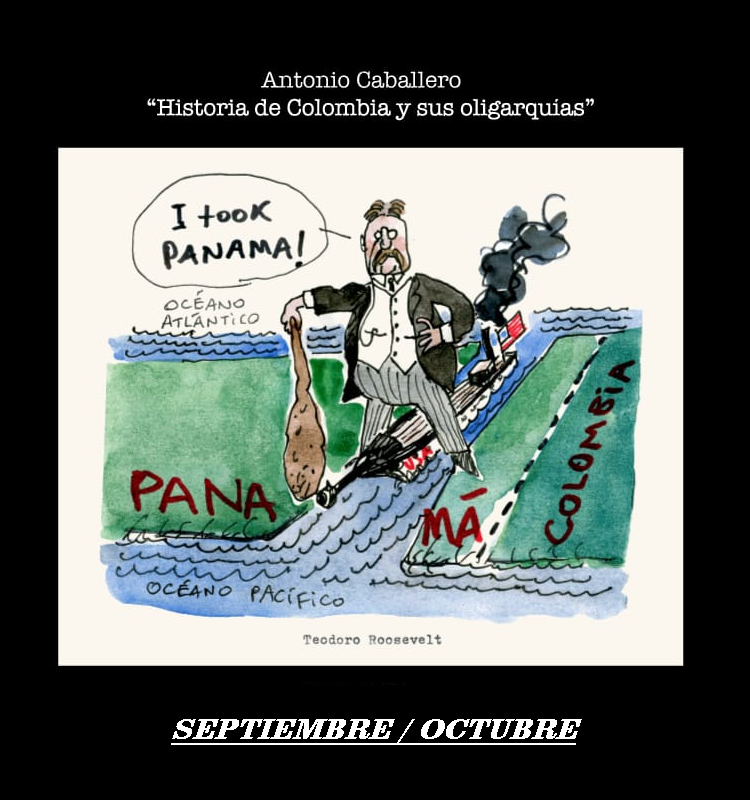 Antonio Caballero
“Historia de Colombia y sus oligarquías”
I took
PANAMA!
OCÉANO
ATLÁNTICO
PANA
MÁ
COLOMBIA
USA
OCÉANO PACÍFICO
Teodoro Roosevelt
SEPTIEMBRE / OCTUBRE